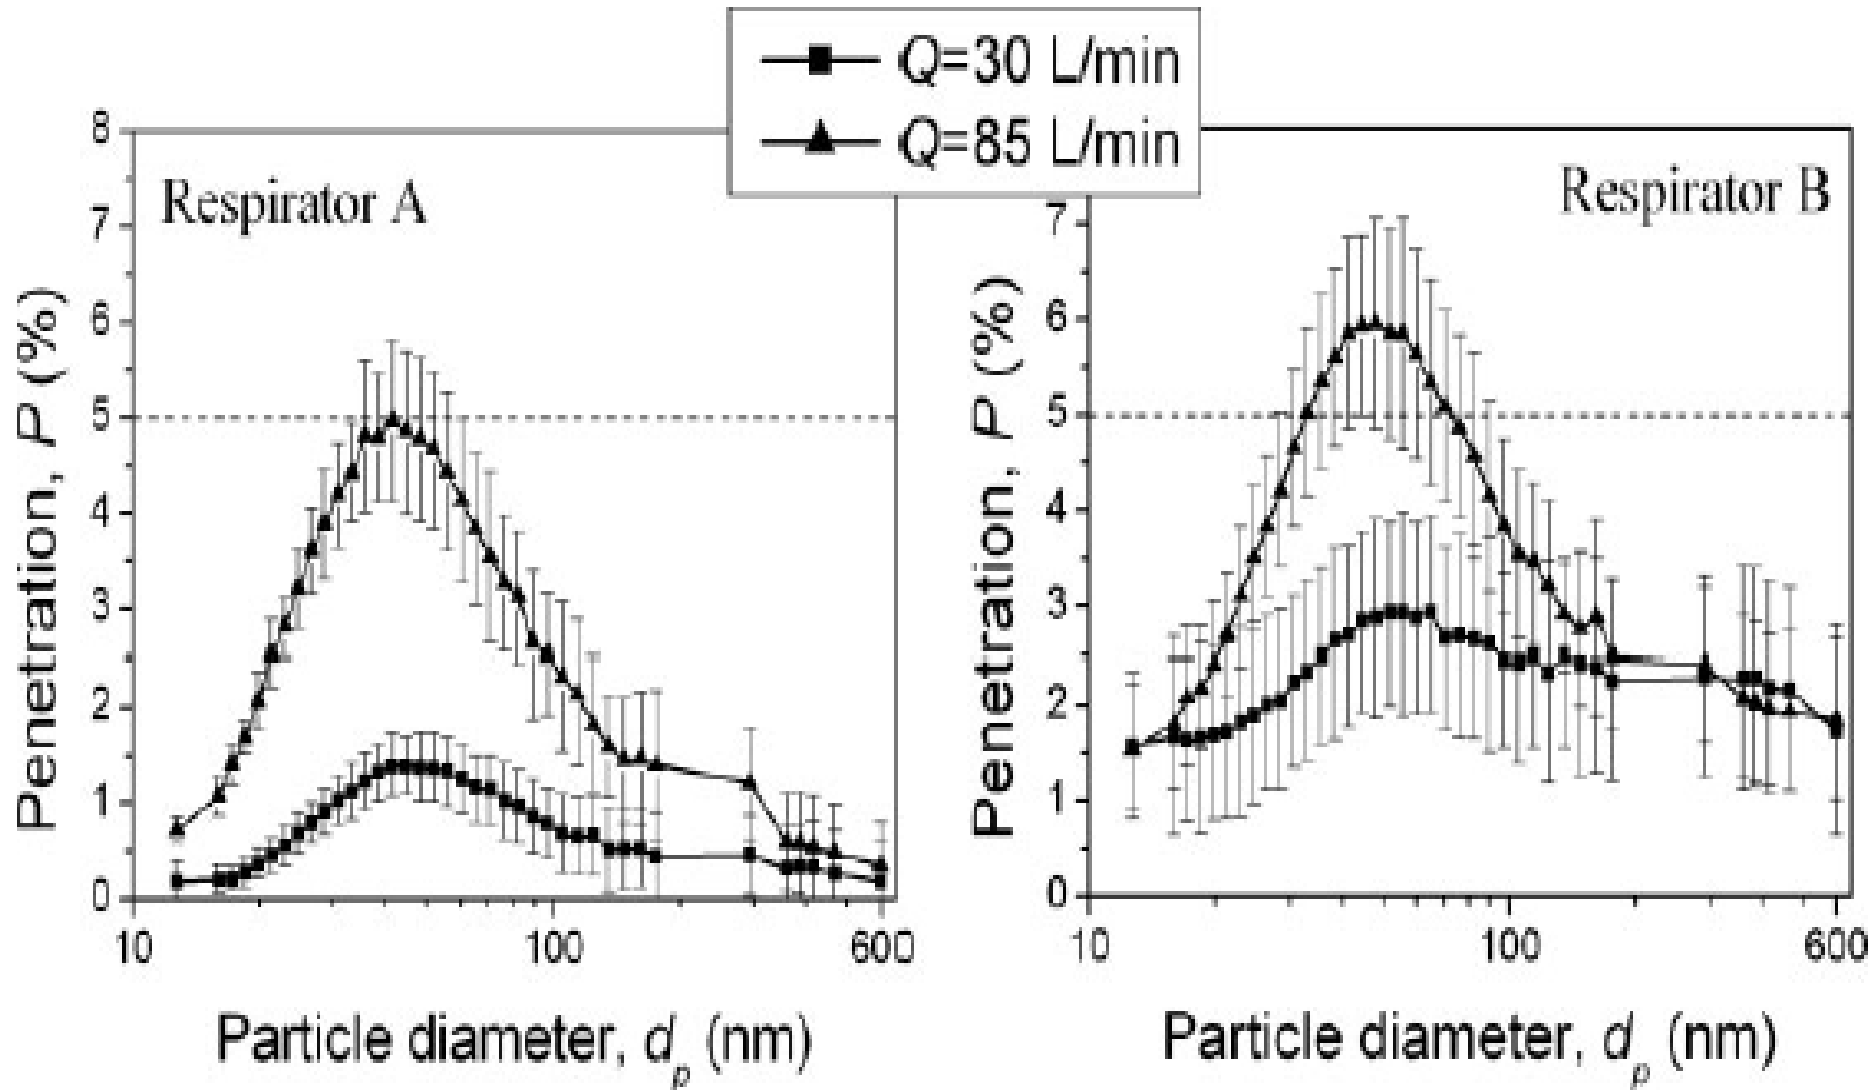 Q=30 L/min
Q=85 L/min
Respirator A
8
7
6
5
4
3
2
1
0
Penetration, P (%)
10 100 600
Particle diameter, dp (nm)
Respirator B
7
6
5
4
3
2
1
0
Penetration, P (%)
10 100 600
Particle diameter, dp (nm)